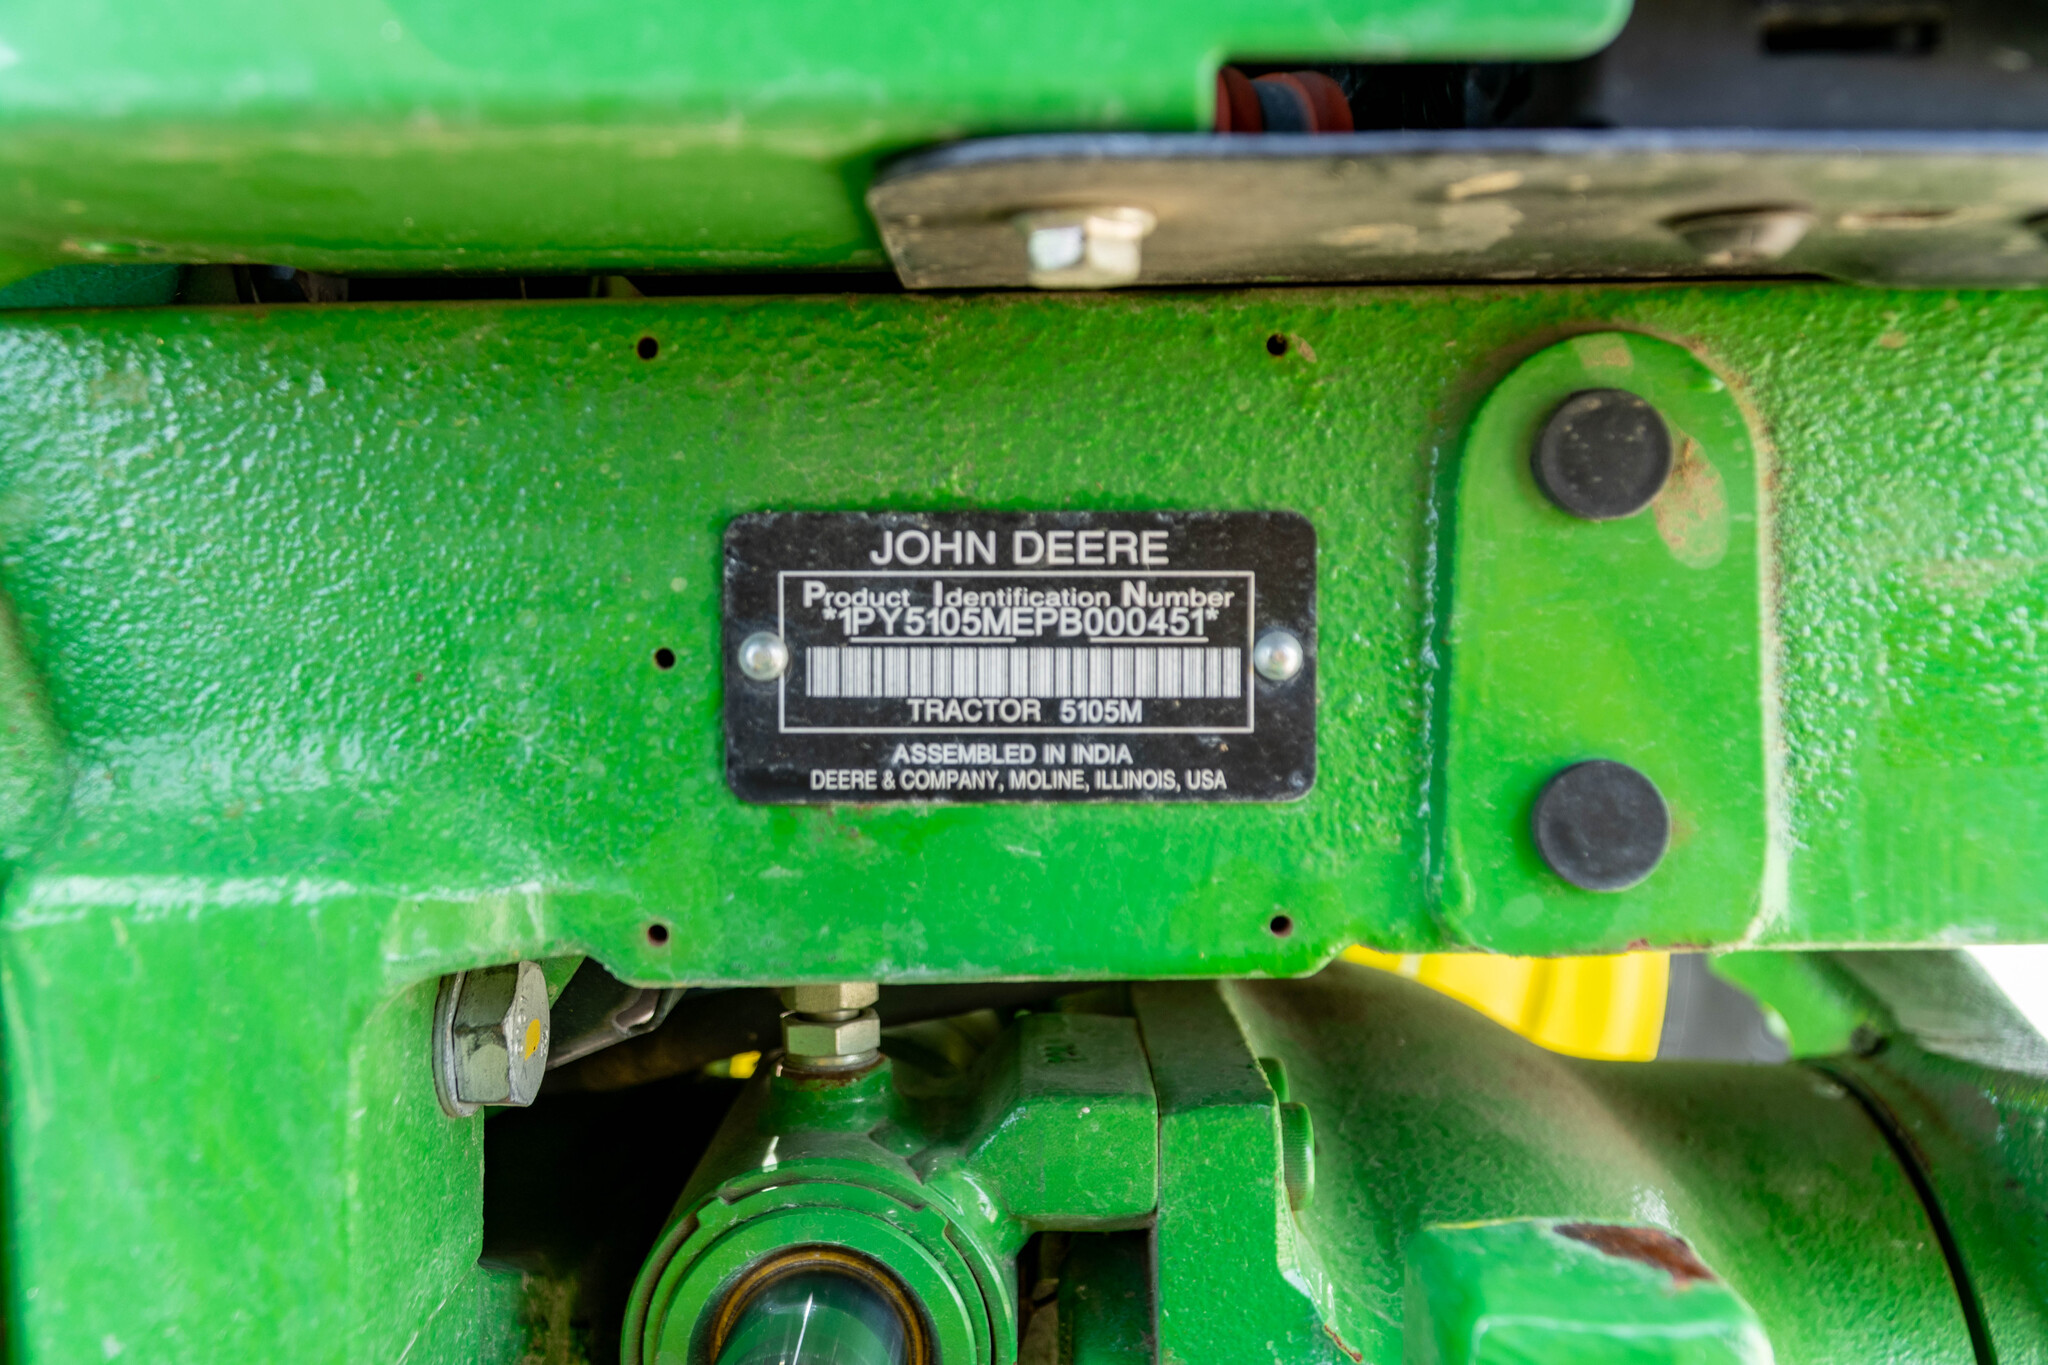 JOHN DEERE
Product Identification Number
*1PY5105MEPB000451*
TRACTOR 5105M
ASSEMBLED IN INDIA
DEERE & COMPANY, MOLINE, ILLINOIS, USA